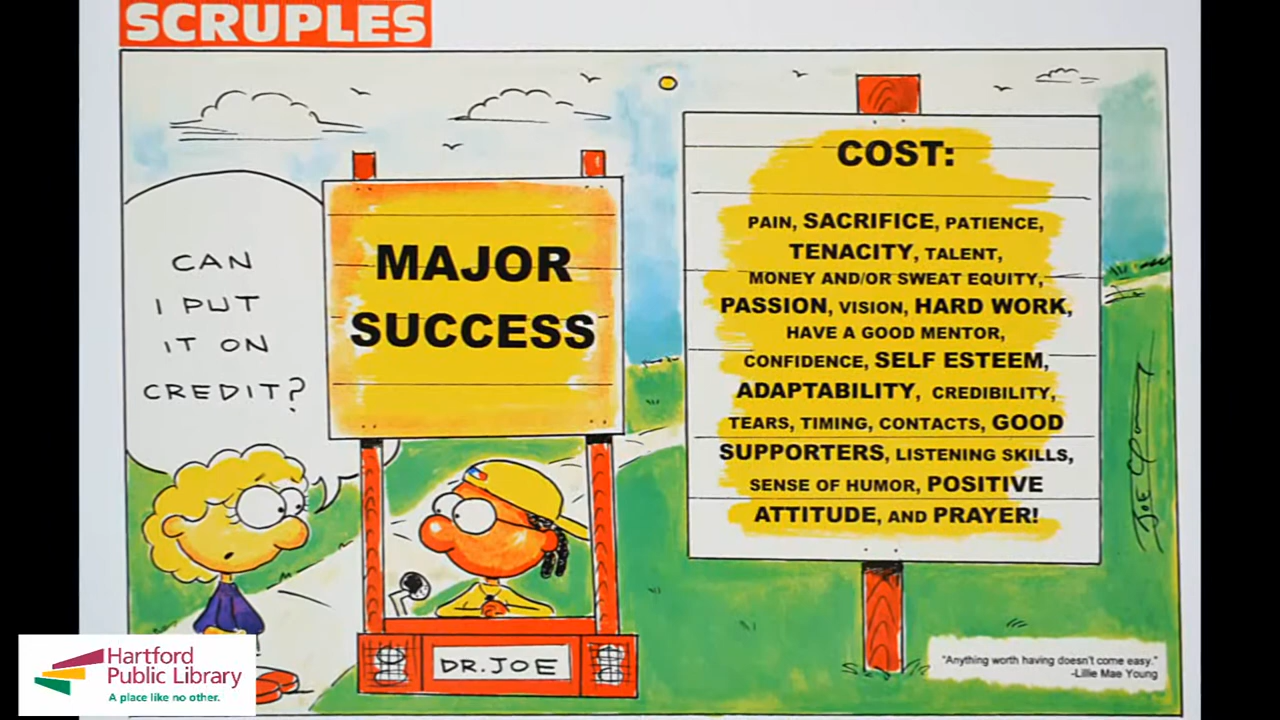 SCRUPLES
CAN
I PUT
IT ON
CREDIT?
MAJOR
SUCCESS
COST:
PAIN, SACRIFICE, PATIENCE,
TENACITY, TALENT,
MONEY AND/OR SWEAT EQUITY,
PASSION, VISION, HARD WORK,
HAVE A GOOD MENTOR,
CONFIDENCE, SELF ESTEEM,
ADAPTABILITY, CREDIBILITY,
TEARS, TIMING, CONTACTS, GOOD
SUPPORTERS, LISTENING SKILLS,
SENSE OF HUMOR, POSITIVE
ATTITUDE, AND PRAYER!
DR. JOE
JOE YOUNG
"Anything worth having doesn't come easy."
-Lillie Mae Young
Hartford
Public Library
A place like no other.